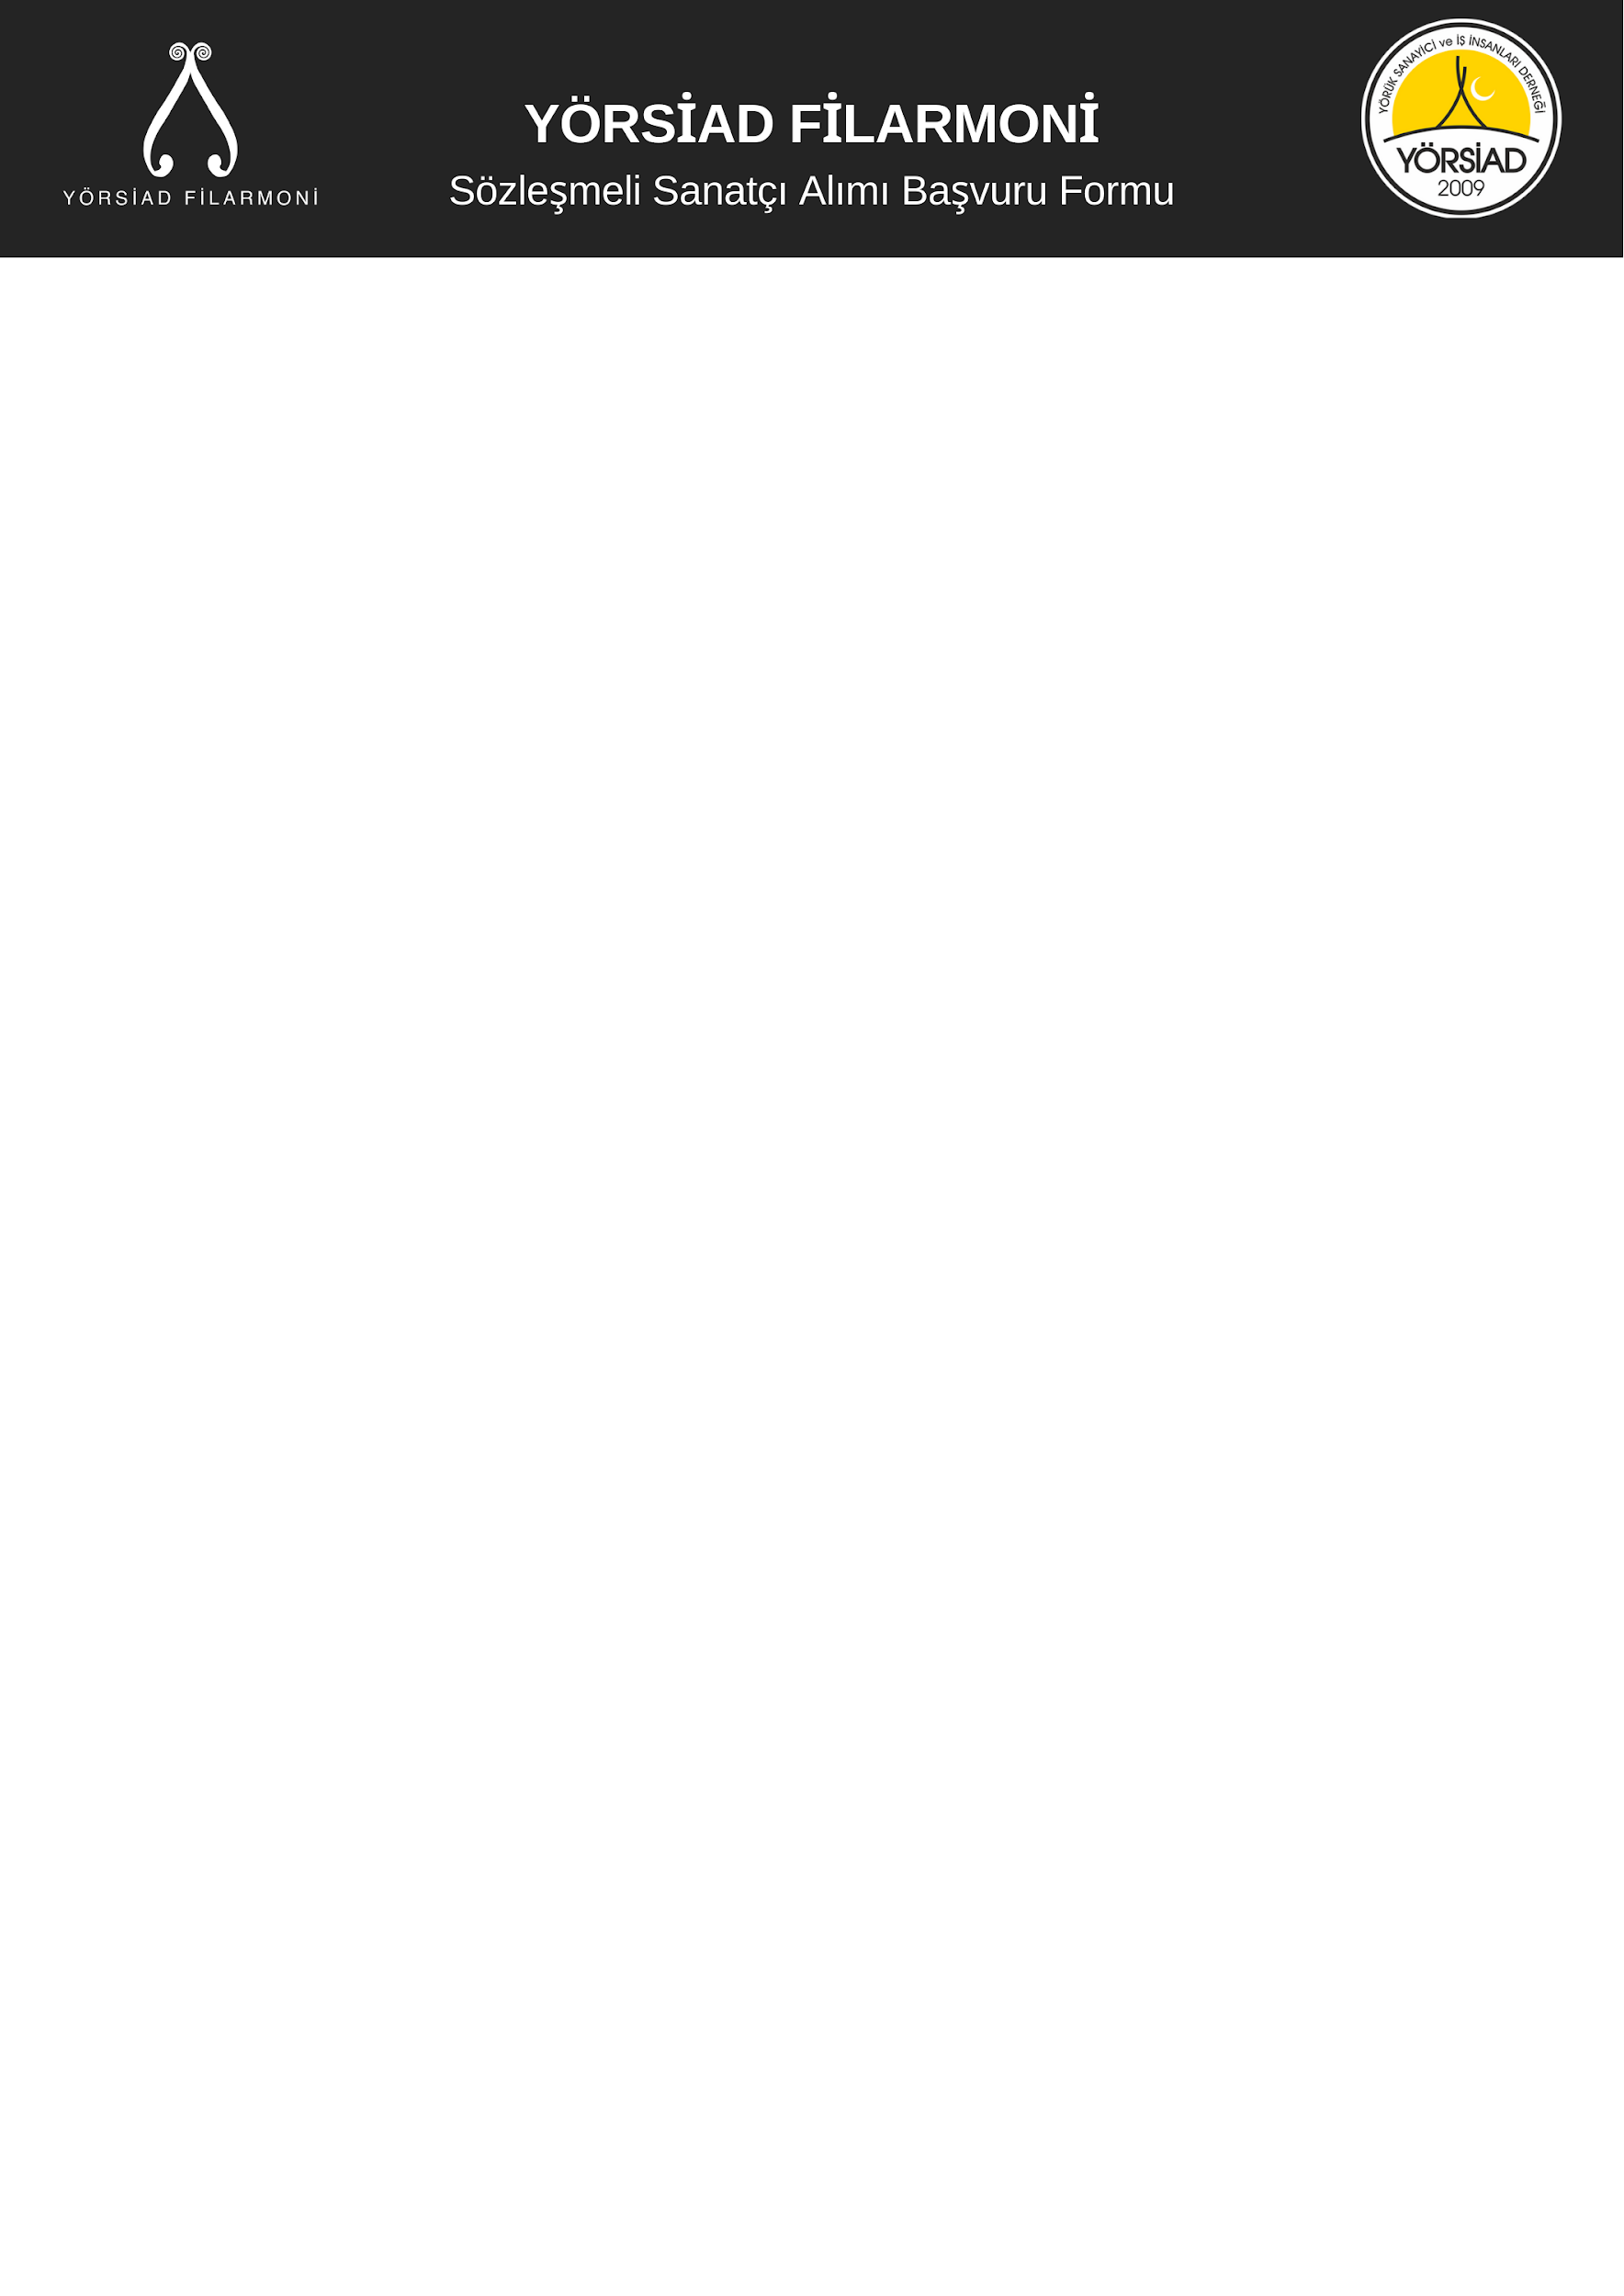 YÖRSİAD FİLARMONİ
YÖRSİAD FİLARMONİ
Sözleşmeli Sanatçı Alımı Başvuru Formu
YÖRÜK SANAYİCİ ve İŞ İNSANLARI DERNEĞİ
YÖRSİAD
2009